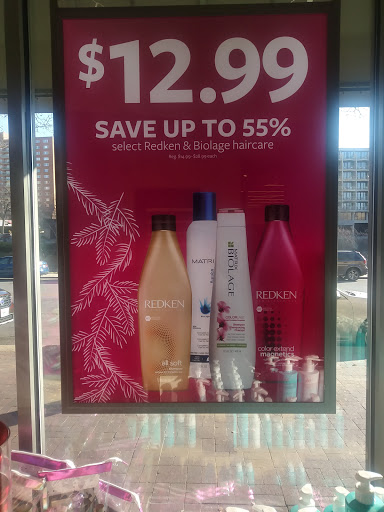 $12.99
SAVE UP TO 55%
select Redken & Biolage haircare
MATRIX
BIOLAGE
REDKEN
REDKEN
all soft
color extend
magnetics